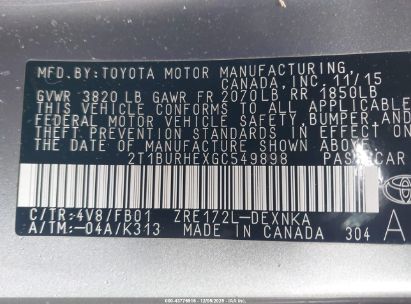 MFD.BY: TOYOTA MOTOR MANUFACTURING
CANADA, INC. 11/15
GVWR 3820 LB GAWR FR 2070LB RR 1850LB
THIS VEHICLE CONFORMS TO ALL APPLICABLE
FEDERAL MOTOR VEHICLE SAFETY, BUMPER, AND
THEFT PREVENTION STANDARDS IN EFFECT ON
THE DATE OF MANUFACTURE SHOWN ABOVE.
2T1BURHEXGC549898 PASS CAR
C/TR:4V8/FB01 ZRE172L-DEXNKA
A/TM:-04A/K313 MADE IN CANADA 304 A
TOYOTA